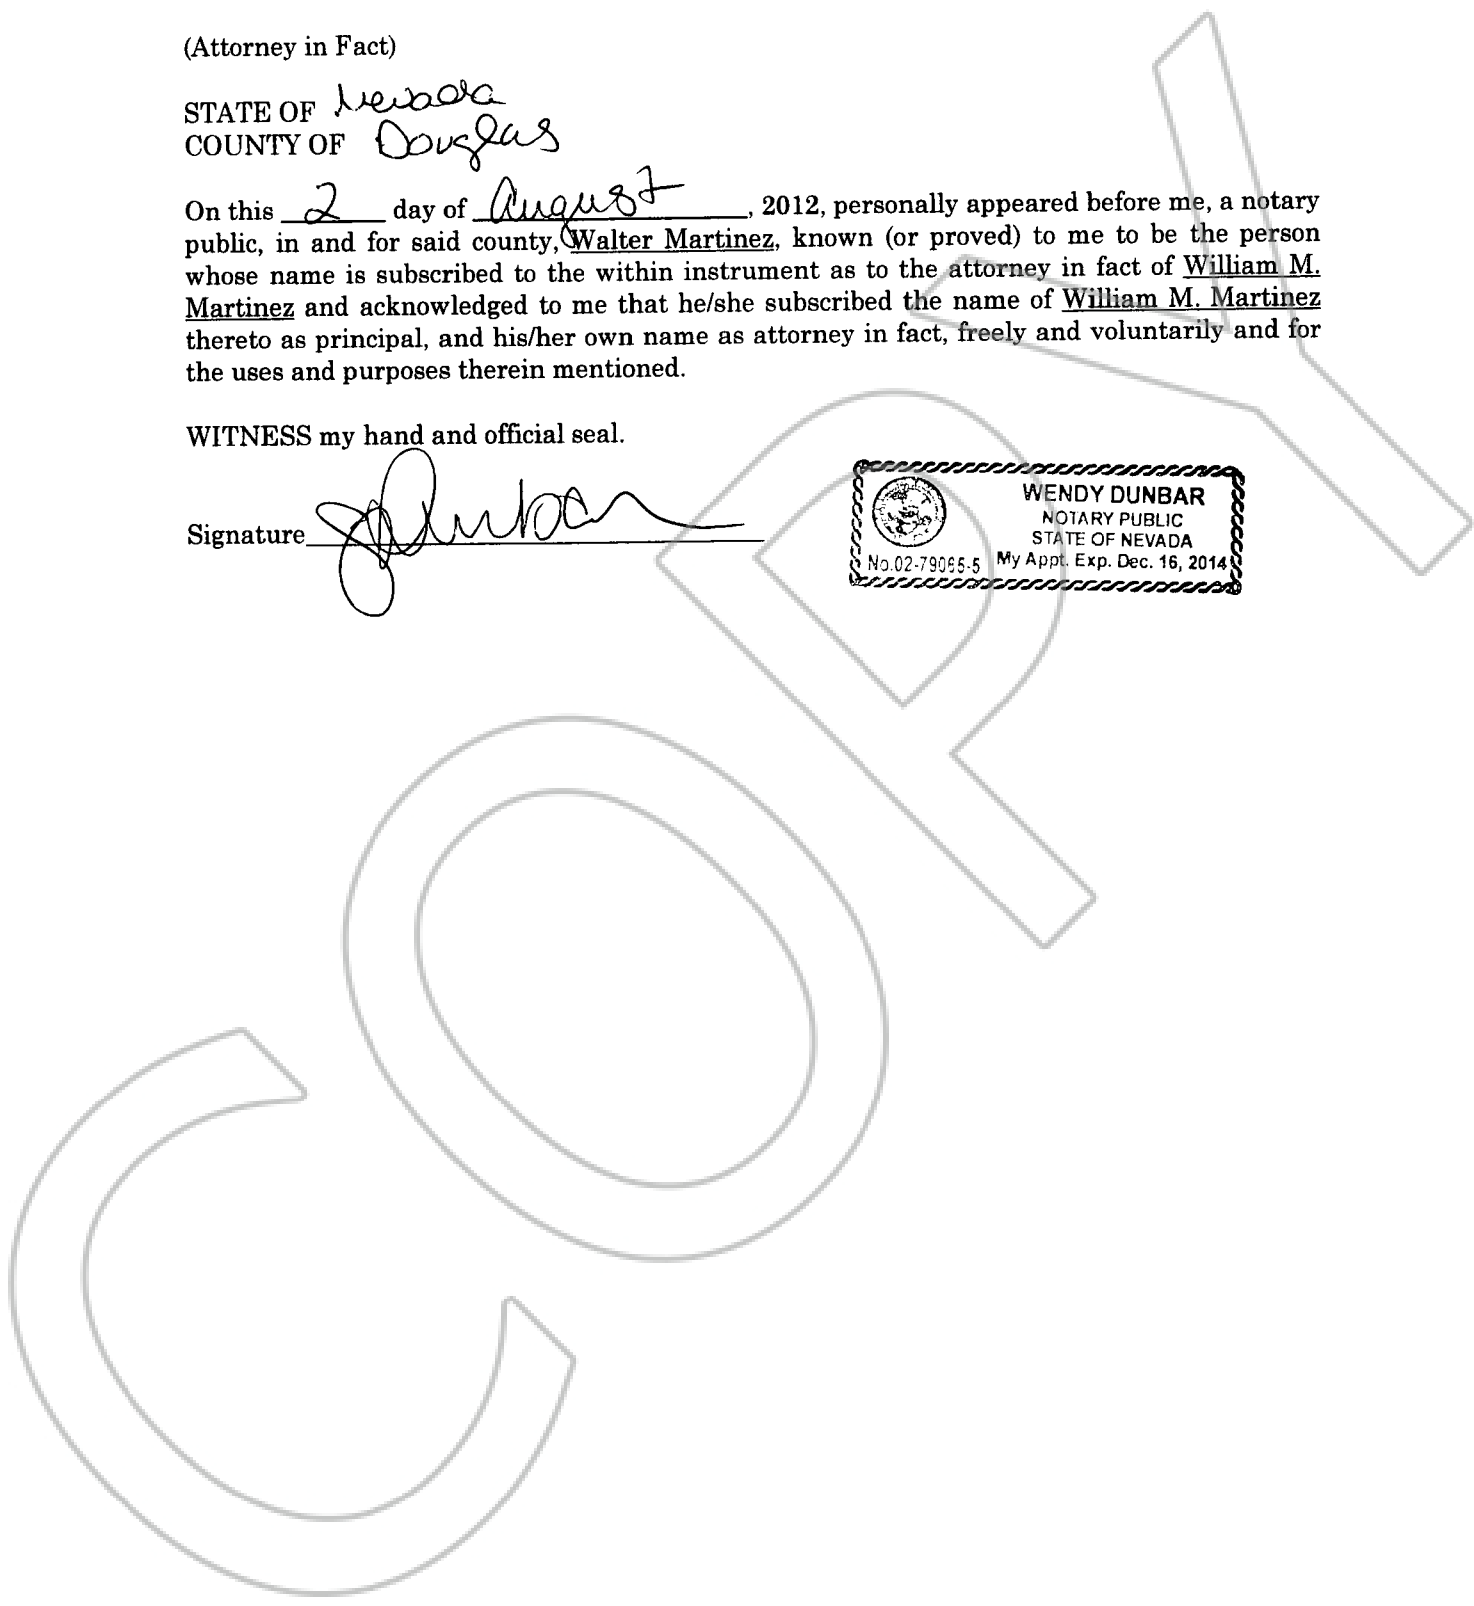 (Attorney in Fact)
STATE OF Nevada
COUNTY OF Douglas
On this 2 day of August, 2012, personally appeared before me, a notary
public, in and for said county, Walter Martinez, known (or proved) to me to be the person
whose name is subscribed to the within instrument as to the attorney in fact of William M.
Martinez and acknowledged to me that he/she subscribed the name of William M. Martinez
thereto as principal, and his/her own name as attorney in fact, freely and voluntarily and for
the uses and purposes therein mentioned.
WITNESS my hand and official seal.
Signature
WENDY DUNBAR
NOTARY PUBLIC
STATE OF NEVADA
No.02-79065-5 My Appt. Exp. Dec. 16, 2014
COPY